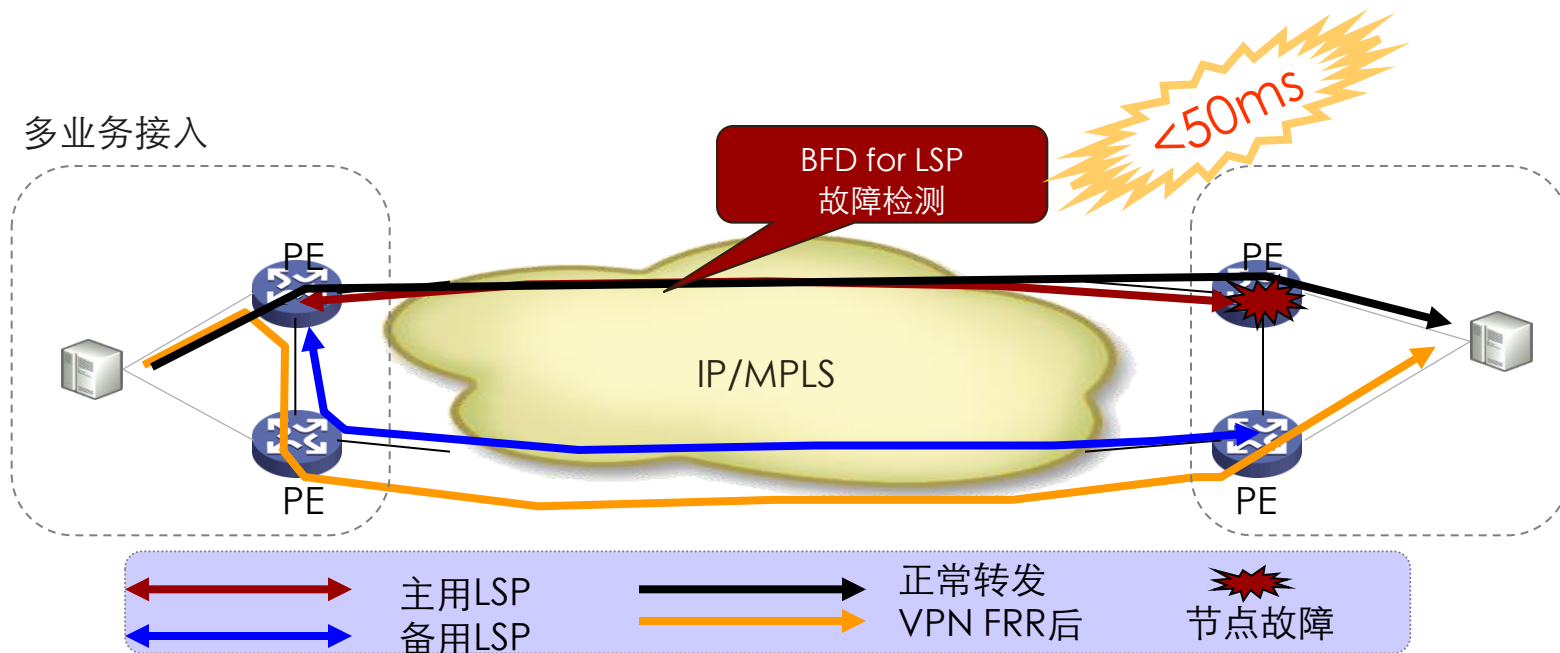 <50ms
多业务接入
BFD for LSP
故障检测
PE
PE
IP/MPLS
PE
PE
主用LSP
正常转发
备用LSP
VPN FRR后
节点故障